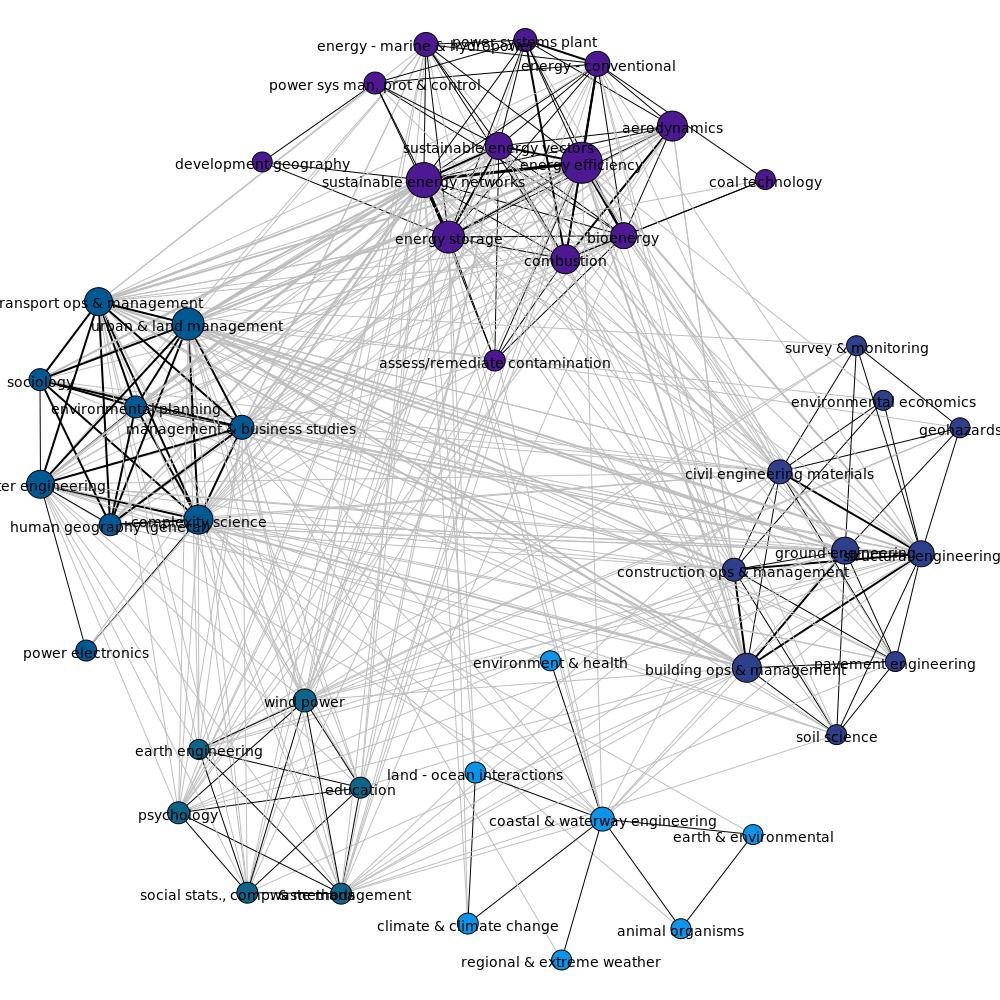 energy - marine & hydropower
power systems plant
energy - conventional
power sys man, prot & control
aerodynamics
sustainable energy vectors
energy efficiency
development geography
sustainable energy networks
coal technology
energy storage
bioenergy
combustion
ransport ops & management
urban & land management
survey & monitoring
assess/remediate contamination
sociology
environmental planning
environmental economics
management & business studies
geohazards
civil engineering materials
ter engineering
human geography (general)
complexity science
ground engineering
structural engineering
construction ops & management
power electronics
environment & health
building ops & management
pavement engineering
wind power
soil science
earth engineering
land - ocean interactions
education
psychology
coastal & waterway engineering
earth & environmental
social stats., comp. & methods
waste management
climate & climate change
animal organisms
regional & extreme weather